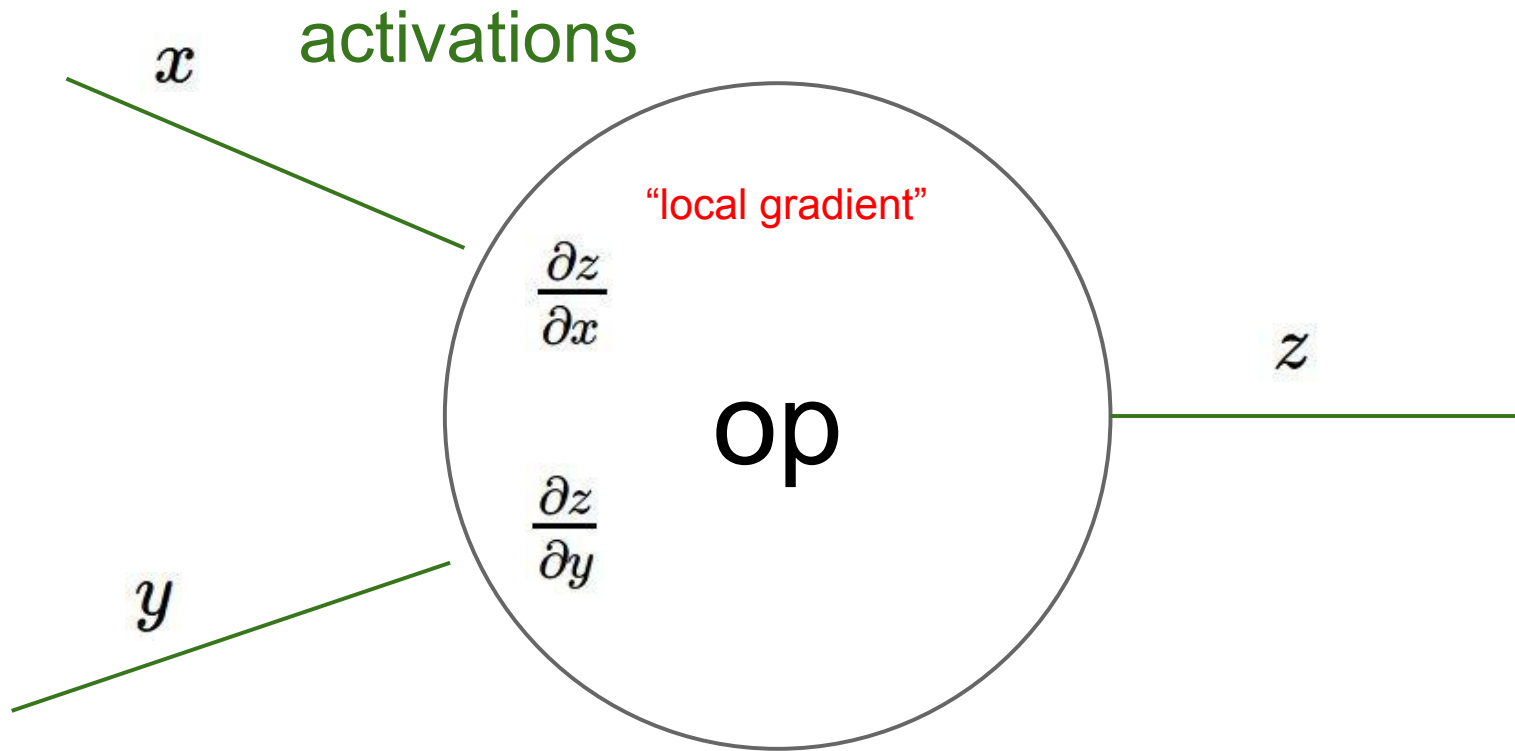 activations
x
“local gradient”
∂z
∂x
z
op
∂z
∂y
y